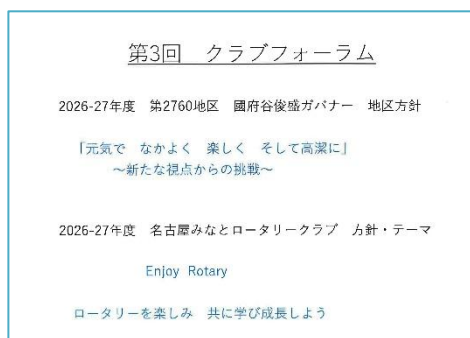 第3回　クラブフォーラム
2026-27年度　第2760地区　國府谷俊盛ガバナー　地区方針
「元気で　なかよく　楽しく　そして高潔に」
～新たな視点からの挑戦～
2026-27年度　名古屋みなとロータリークラブ　方針・テーマ
Enjoy Rotary
ロータリーを楽しみ　共に学び成長しよう